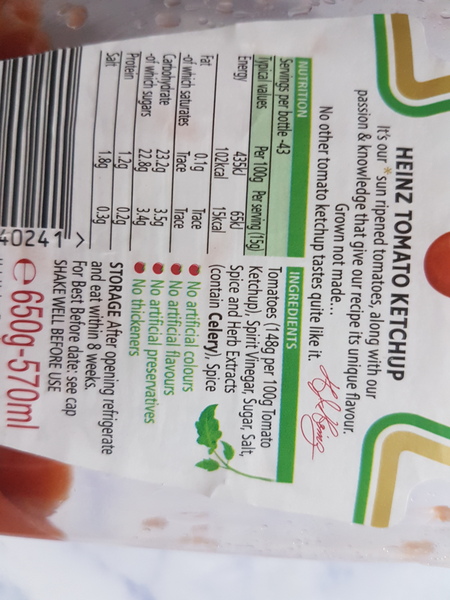 HEINZ TOMATO KETCHUP
It's our *sun ripened tomatoes, along with our
passion & knowledge that give our recipe its unique flavour.
Grown not made...
No other tomato ketchup tastes quite like it.
NUTRITION
Servings per bottle -43
Typical values Per 100g Per serving (15g)
Energy 435kJ 65kJ
102kcal 15kcal
Fat 0.1g Trace
-of which saturates Trace Trace
Carbohydrate 23.2g 3.5g
-of which sugars 22.8g 3.4g
Protein 1.2g 0.2g
Salt 1.8g 0.3g
INGREDIENTS
Tomatoes (148g per 100g Tomato
Ketchup), Spirit Vinegar, Sugar, Salt,
Spice and Herb Extracts
(contain Celery), Spice
No artificial colours
No artificial flavours
No artificial preservatives
No thickeners
STORAGE After opening refrigerate
and eat within 8 weeks.
For Best Before date: see cap
SHAKE WELL BEFORE USE
40241 >
e 650g-570ml